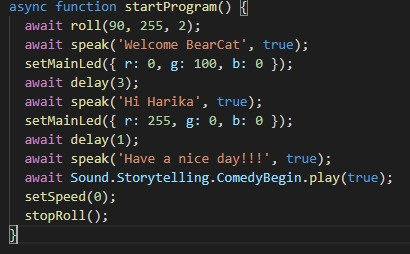 async function startProgram() {
  await roll(90, 255, 2);
  await speak('Welcome BearCat', true);
  setMainLed({ r: 0, g: 100, b: 0 });
  await delay(3);
  await speak('Hi Harika', true);
  setMainLed({ r: 255, g: 0, b: 0 });
  await delay(1);
  await speak('Have a nice day!!!', true);
  await Sound.Storytelling.ComedyBegin.play(true);
  setSpeed(0);
  stopRoll();
}